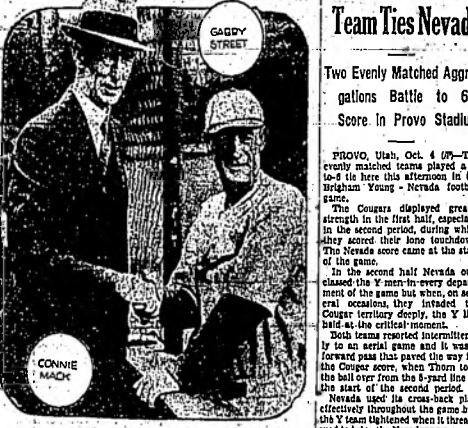 GABBY
STREET
CONNIE
MACK
Team Ties Nevad
Two Evenly Matched Aggr
gations Battle to 6
Score In Provo Stadiu
PROVO, Utah, Oct. 4 (AP)—T
evenly matched teams played a
to-6 tie here this afternoon in
Brigham Young - Nevada footb
game.
The Cougars displayed grea
strength in the first half, especia
in the second period, during whi
they scored their lone touchdow
The Nevada score came at the sta
of the game.
In the second half Nevada ou
classed the Y men in every depa
ment of the game but when, on se
eral occasions, they invaded t
Cougar territory deeply, the Y li
held at the critical moment.
Both teams resorted intermitten
ly to an aerial game and it was
forward pass that paved the way
the Cougar score, when Thorn to
the ball over from the 6-yard line
the start of the second period.
Nevada used its cross-back pl
effectively throughout the game b
the Y team tightened when it threa